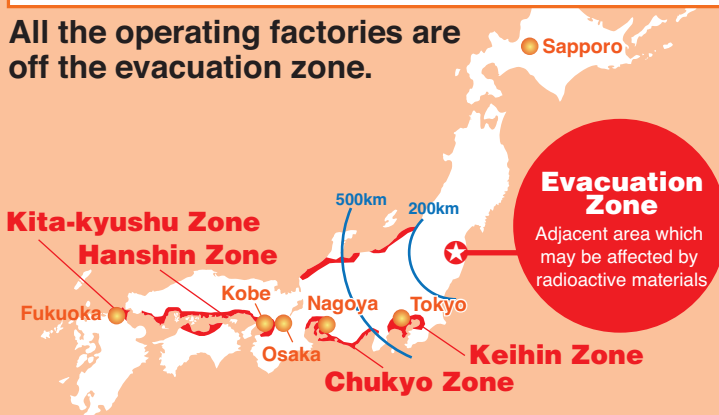 All the operating factories are
off the evacuation zone.
Sapporo
Evacuation
Zone
Adjacent area which
may be affected by
radioactive materials
500km
200km
Kita-kyushu Zone
Hanshin Zone
Kobe
Nagoya
Tokyo
Fukuoka
Osaka
Keihin Zone
Chukyo Zone